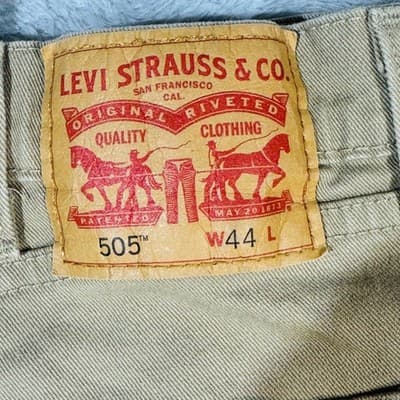 LEVI STRAUSS & CO.
SAN FRANCISCO
CAL.
ORIGINAL RIVETED
QUALITY CLOTHING
PATENTED MAY 20 1873
505™ W44 L